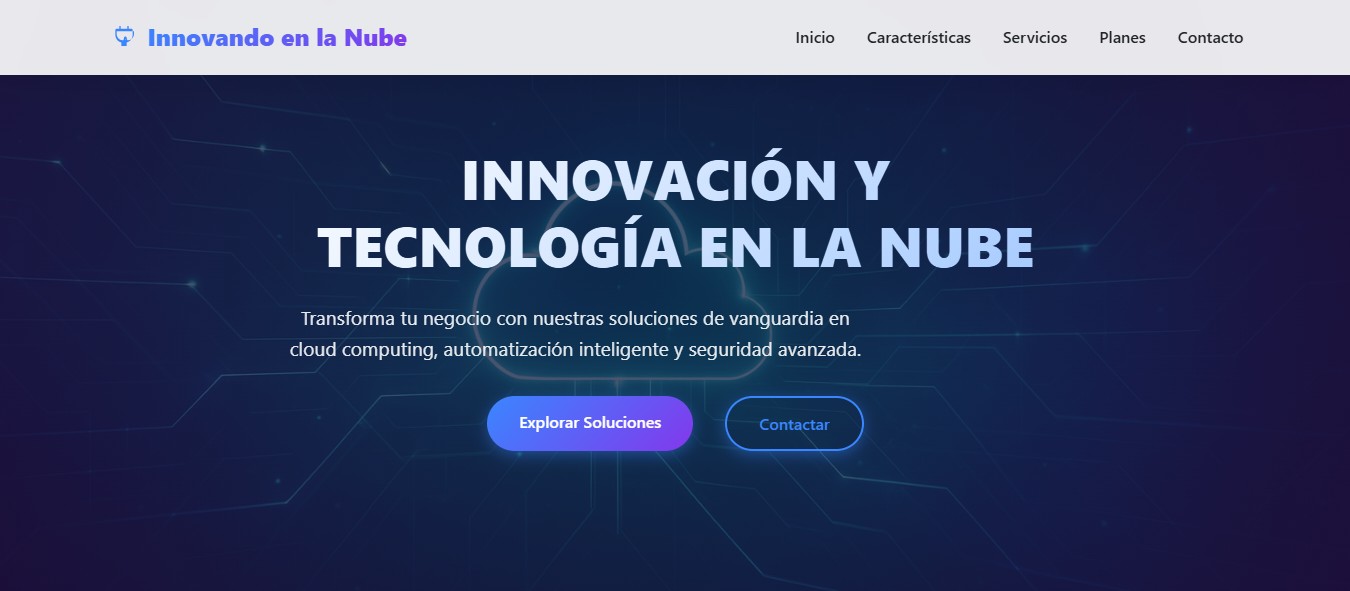 Innovando en la Nube
Inicio
Características
Servicios
Planes
Contacto
INNOVACIÓN Y
TECNOLOGÍA EN LA NUBE
Transforma tu negocio con nuestras soluciones de vanguardia en
cloud computing, automatización inteligente y seguridad avanzada.
Explorar Soluciones
Contactar